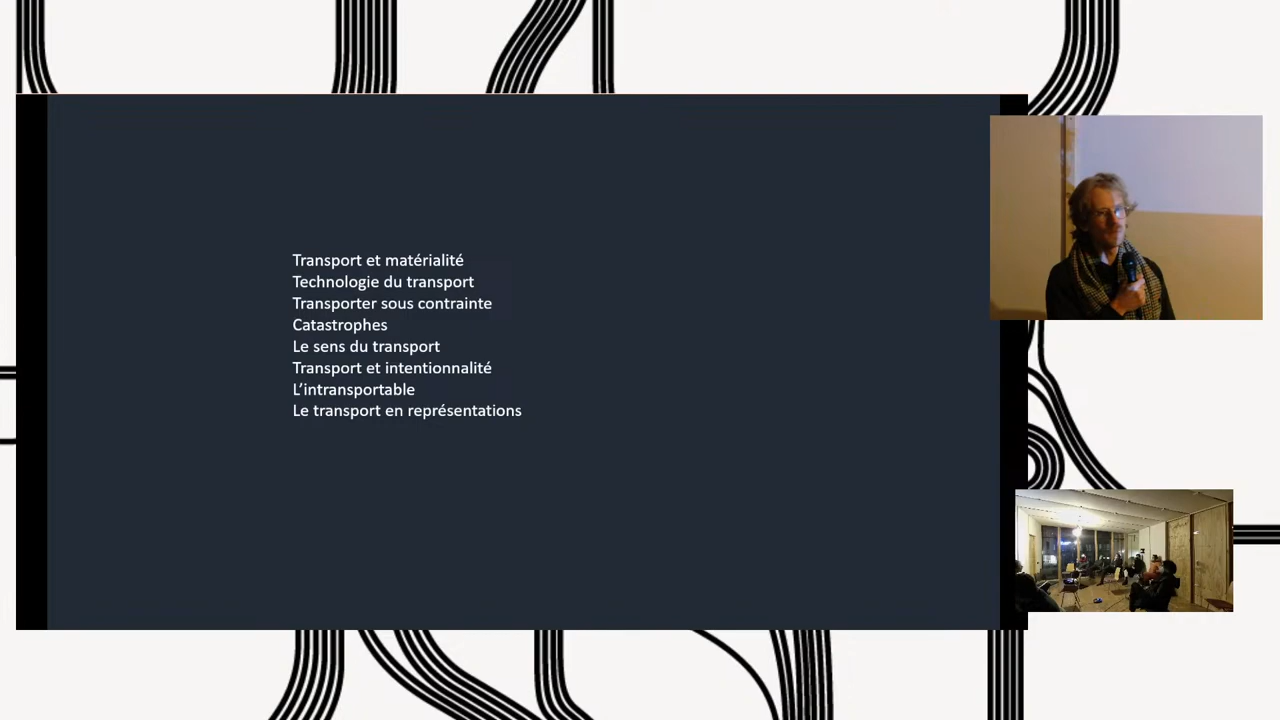 Transport et matérialité
Technologie du transport
Transporter sous contrainte
Catastrophes
Le sens du transport
Transport et intentionnalité
L’intransportable
Le transport en représentations